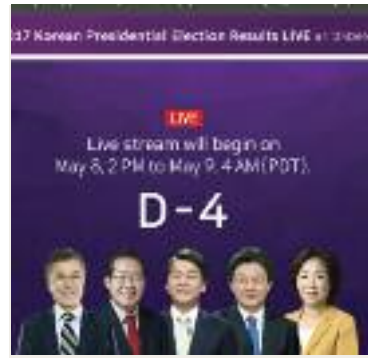 17 Korean Presidential Election Results LIVE
LIVE
Live stream will begin on
May 8, 2 PM to May 9, 4 AM(PDT).
D-4